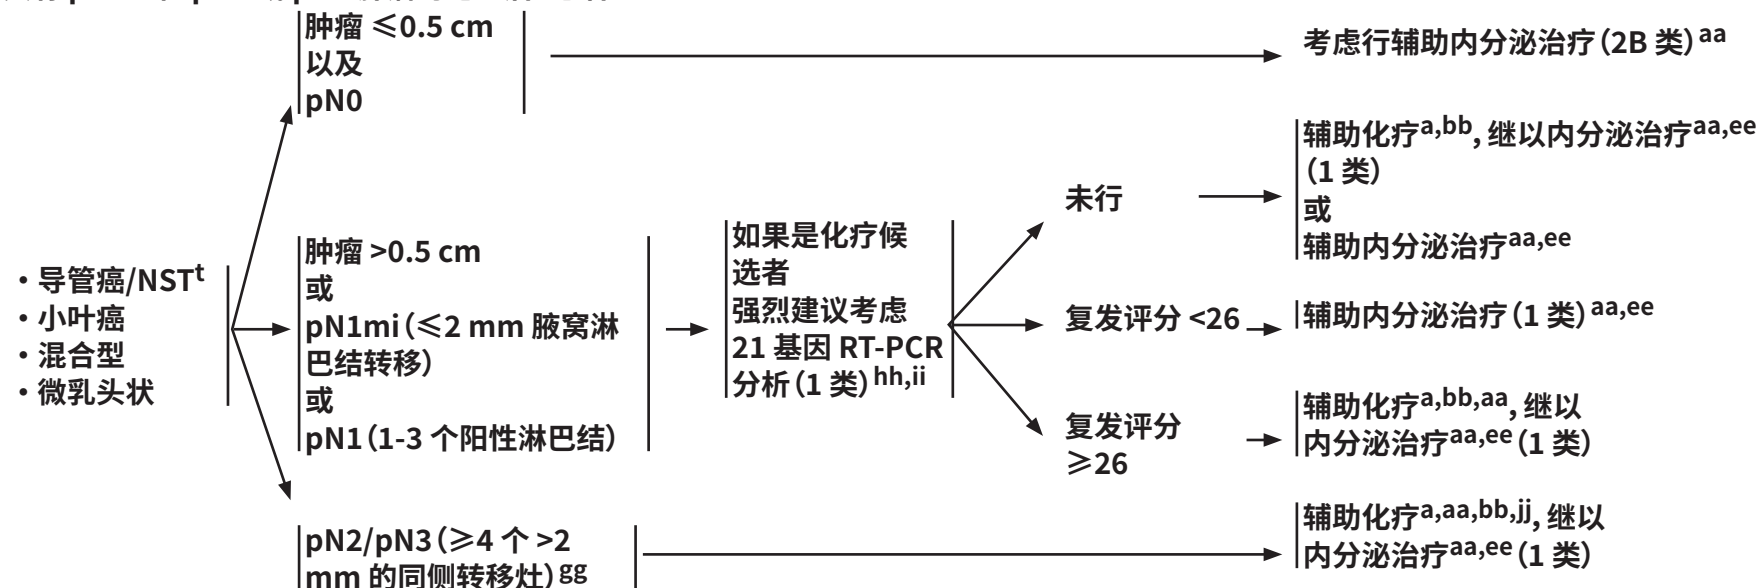 肿瘤 ≤0.5 cm
以及
pN0
考虑行辅助内分泌治疗（2B 类）aa
・导管癌/NSTt
・小叶癌
・混合型
・微乳头状
肿瘤 >0.5 cm
或
pN1mi（≤2 mm 腋窝淋
巴结转移）
或
pN1（1-3 个阳性淋巴结）
如果是化疗候
选者
强烈建议考虑
21 基因 RT-PCR
分析（1 类）hh,ii
未行
辅助化疗a,bb, 继以内分泌治疗aa,ee
（1 类）
或
辅助内分泌治疗aa,ee
复发评分 <26
辅助内分泌治疗（1 类）aa,ee
复发评分
≥26
辅助化疗a,bb,aa, 继以
内分泌治疗aa,ee（1 类）
pN2/pN3（≥4 个 >2
mm 的同侧转移灶）gg
辅助化疗a,aa,bb,jj, 继以
内分泌治疗aa,ee（1 类）